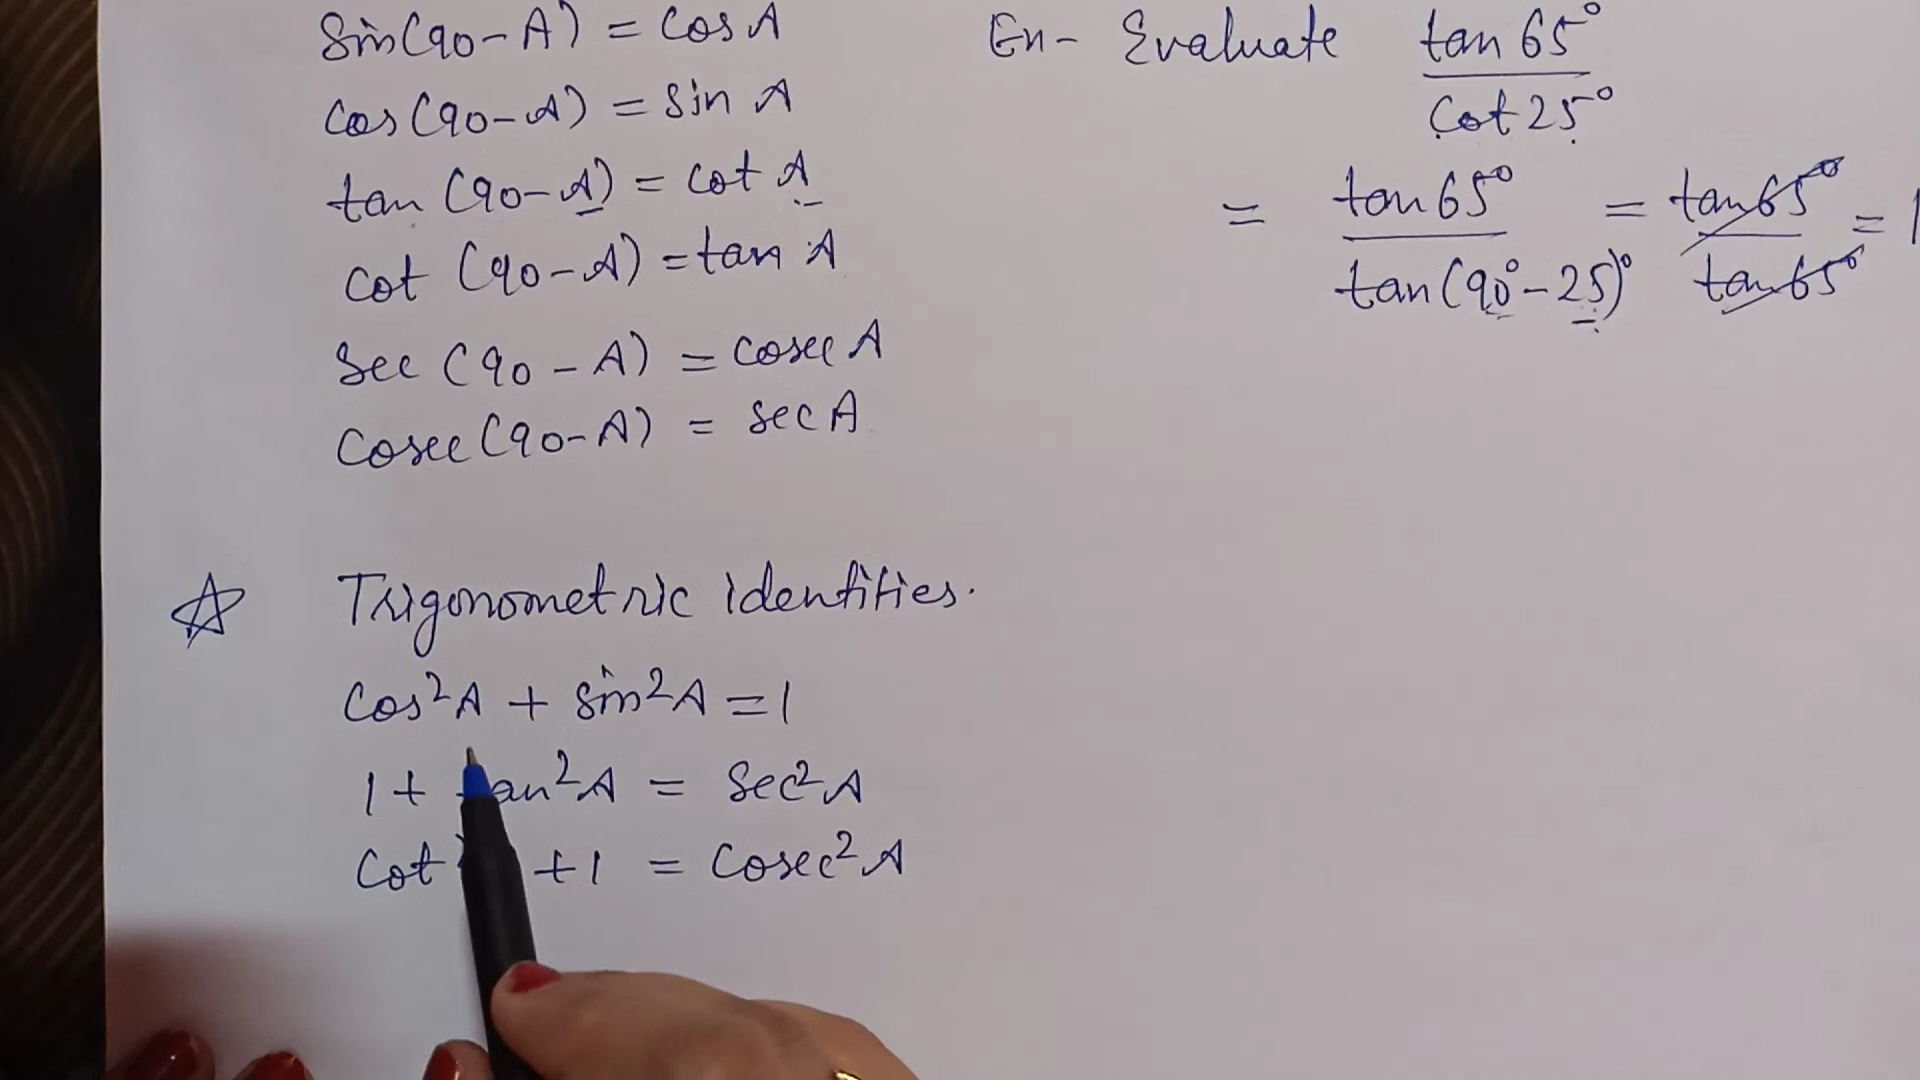 Sin(90-A) = Cos A
Cos(90-A) = Sin A
tan (90-A) = Cot A
Cot (90-A) = tan A
Sec (90-A) = Cosec A
Cosec (90-A) = Sec A
Ex- Evaluate tan 65° / Cot 25°
= tan 65° / tan (90°-25)° = tan 65° / tan 65° = 1
☆ Trigonometric identities.
Cos²A + Sin²A = 1
1 + tan²A = Sec²A
Cot +1 = Cosec²A